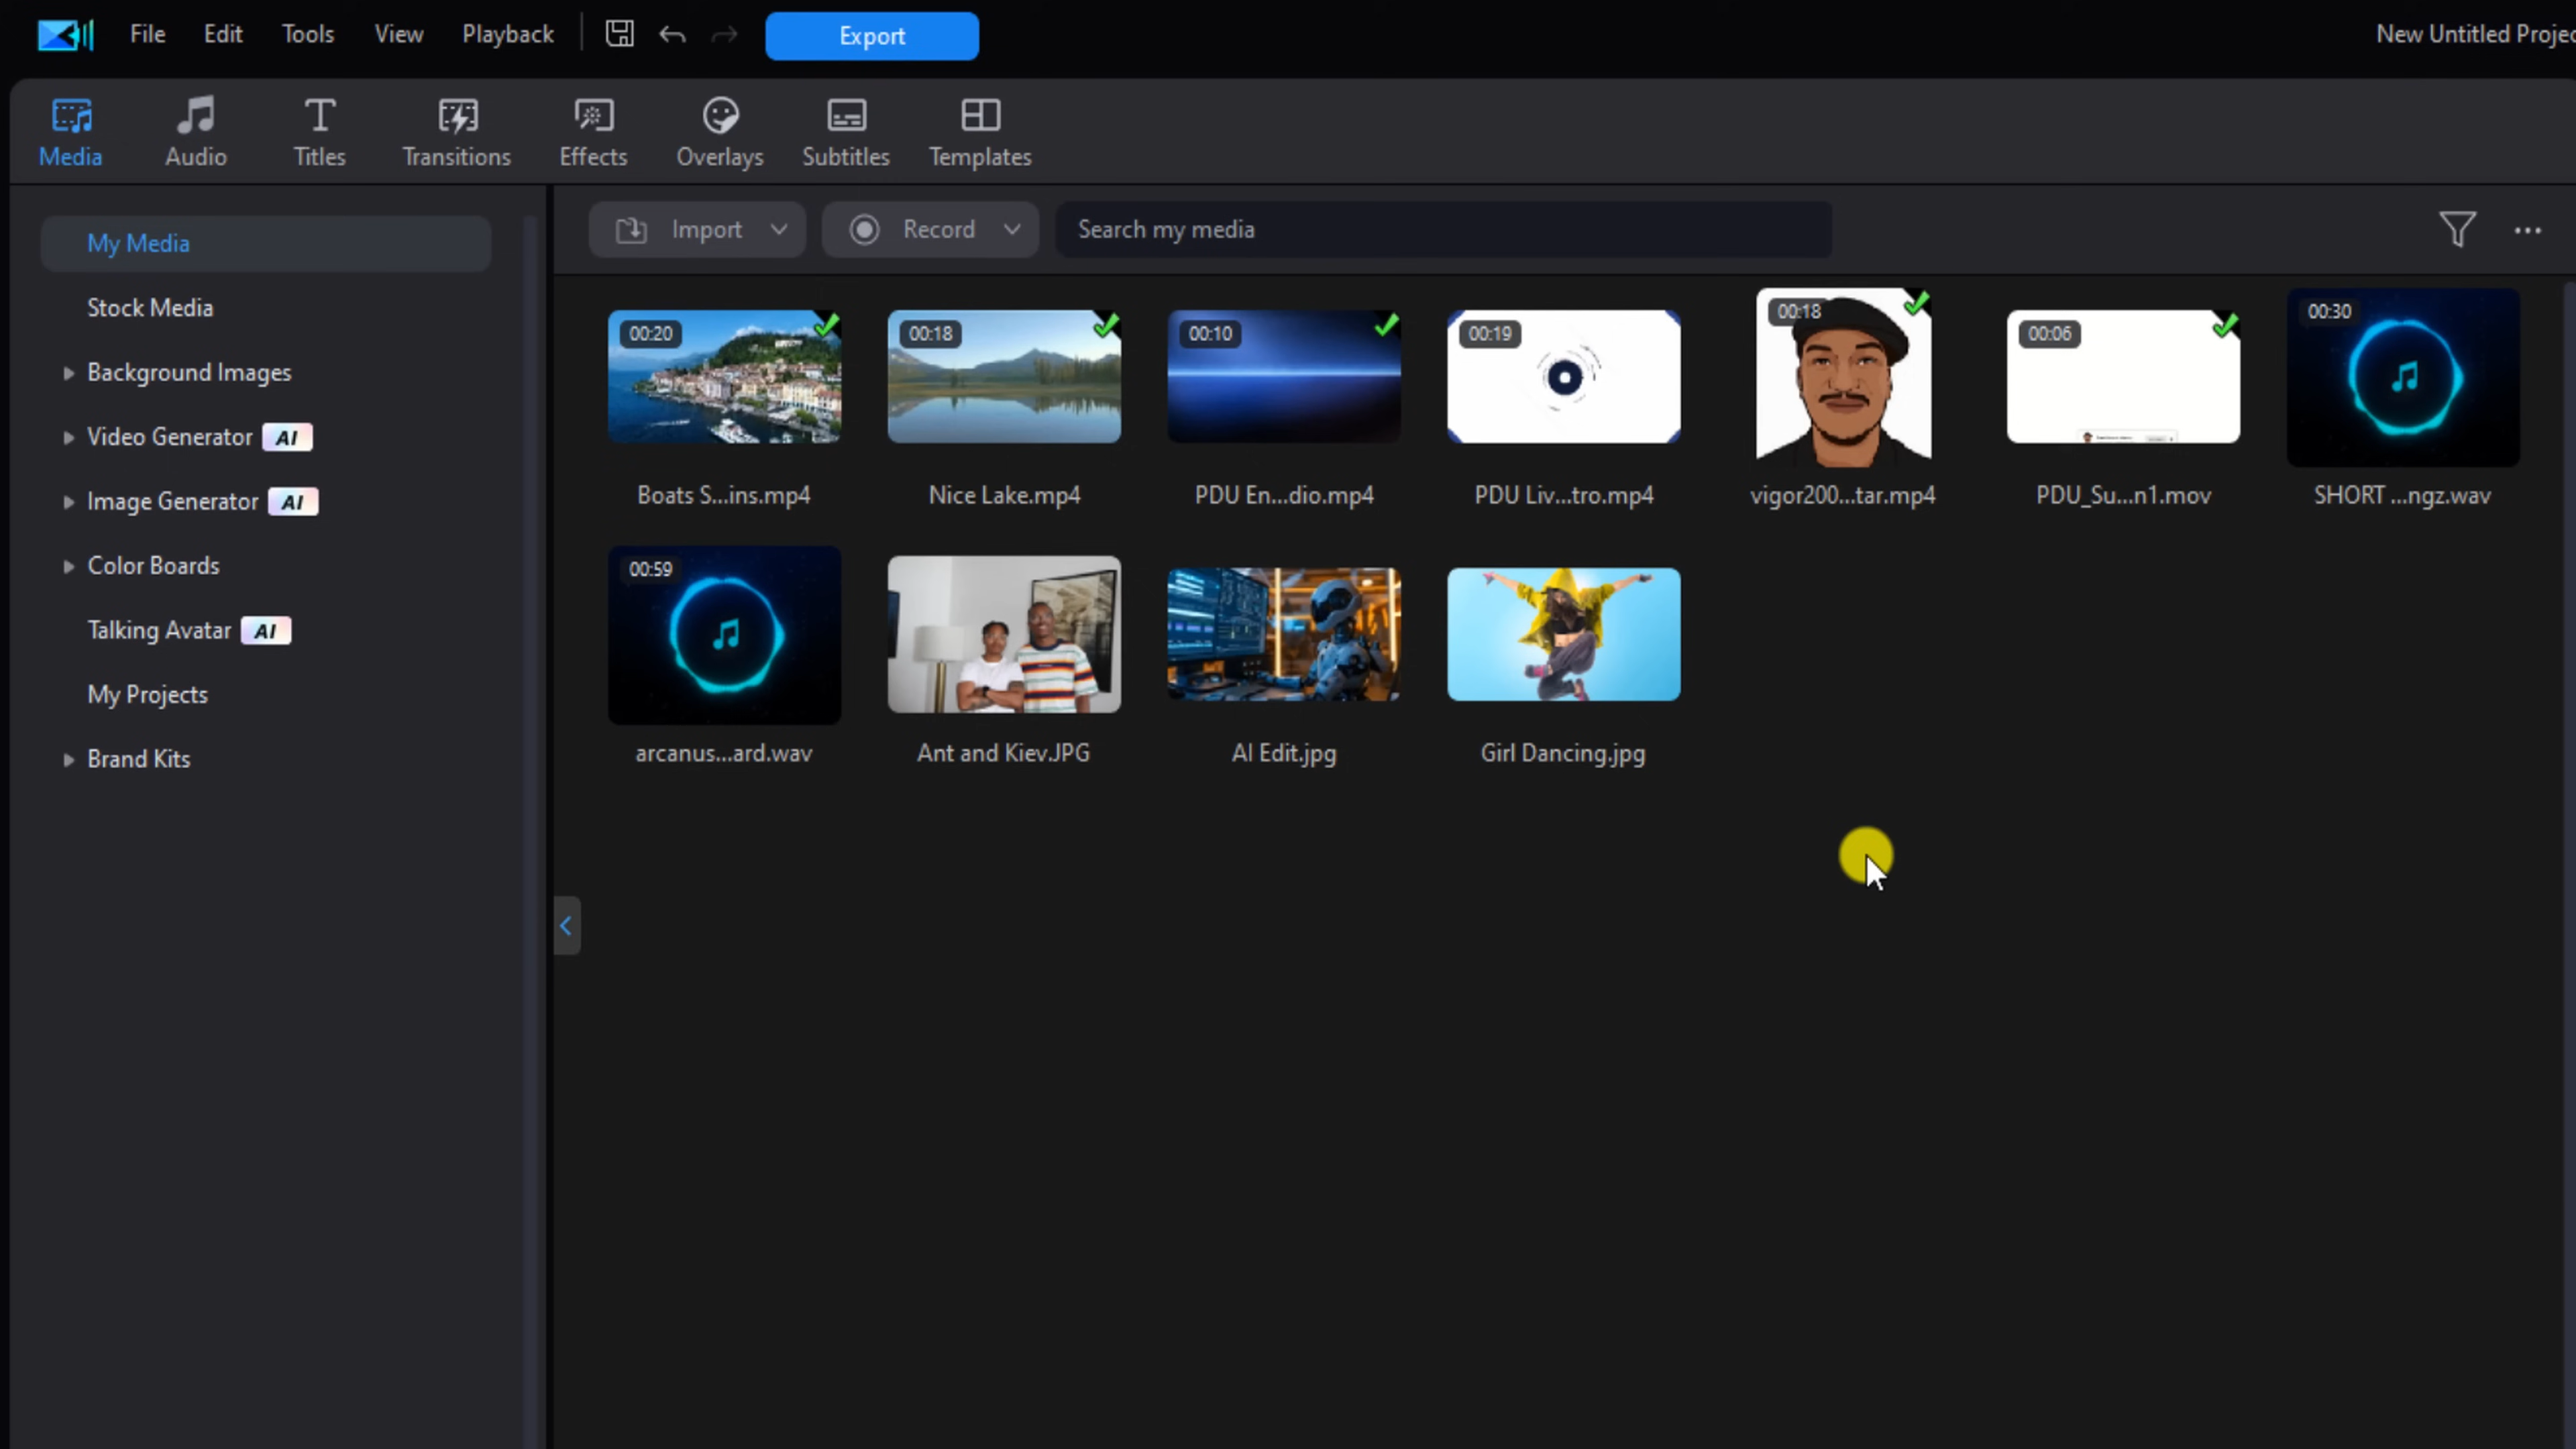 File Edit Tools View Playback Export New Untitled Projec
Media Audio Titles Transitions Effects Overlays Subtitles Templates
My Media
Stock Media
Background Images
Video Generator AI
Image Generator AI
Color Boards
Talking Avatar AI
My Projects
Brand Kits
Import Record Search my media
00:20 00:18 00:10 00:19 00:18 00:06 00:30
Boats S...ins.mp4 Nice Lake.mp4 PDU En...dio.mp4 PDU Liv...tro.mp4 vigor200...tar.mp4 PDU_Su...n1.mov SHORT ...ngz.wav
00:59
arcanus...ard.wav Ant and Kiev.JPG AI Edit.jpg Girl Dancing.jpg